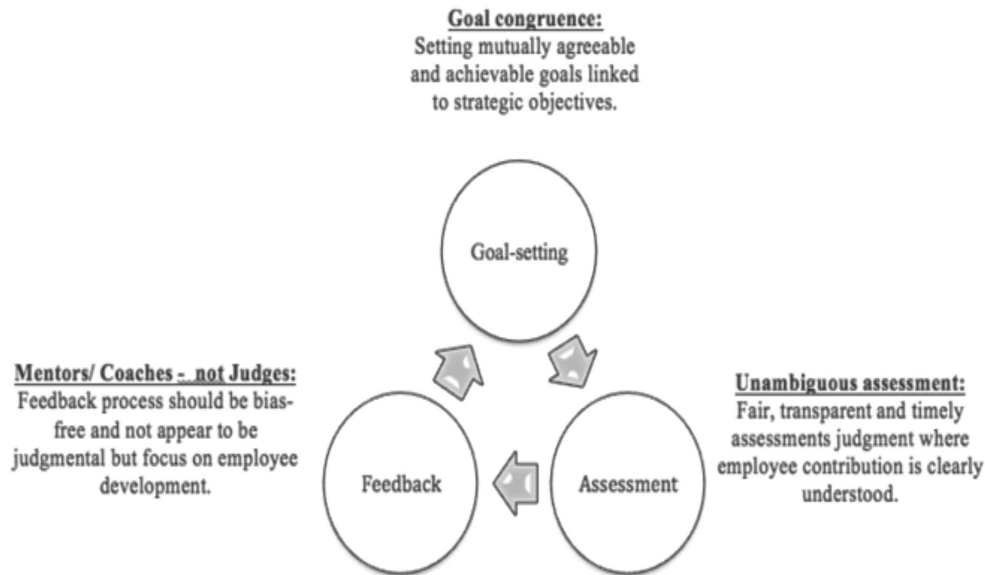 Goal congruence:
Setting mutually agreeable
and achievable goals linked
to strategic objectives.
Goal-setting
Mentors/ Coaches - not Judges:
Feedback process should be bias-
free and not appear to be
judgmental but focus on employee
development.
Feedback
Assessment
Unambiguous assessment:
Fair, transparent and timely
assessments judgment where
employee contribution is clearly
understood.